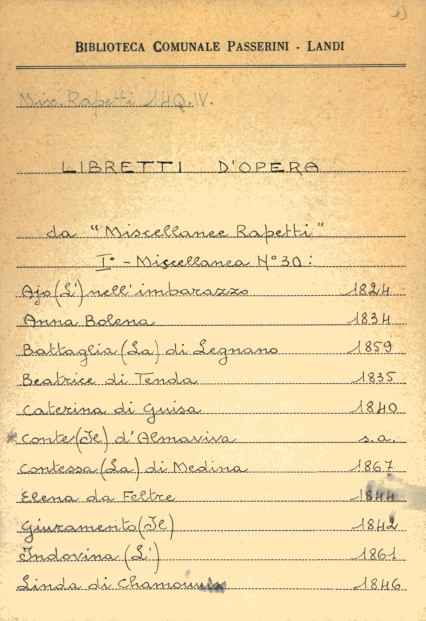 1)
BIBLIOTECA COMUNALE PASSERINI - LANDI
Misc. Rapetti 14Q.IV.
LIBRETTI D'OPERA
da "Miscellanee Rapetti"
I° - Miscellanea N° 30:
Ajo (L') nell'imbarazzo 1824
Anna Bolena 1834
Battaglia (La) di Legnano 1859
Beatrice di Tenda 1835
Caterina di Guisa 1840
* Conte (Il) d'Almaviva s.a.
Contessa (La) di Medina 1867
Elena da Feltre 1844
Giuramento (Il) 1842
Indovina (L') 1861
Linda di Chamounix 1846